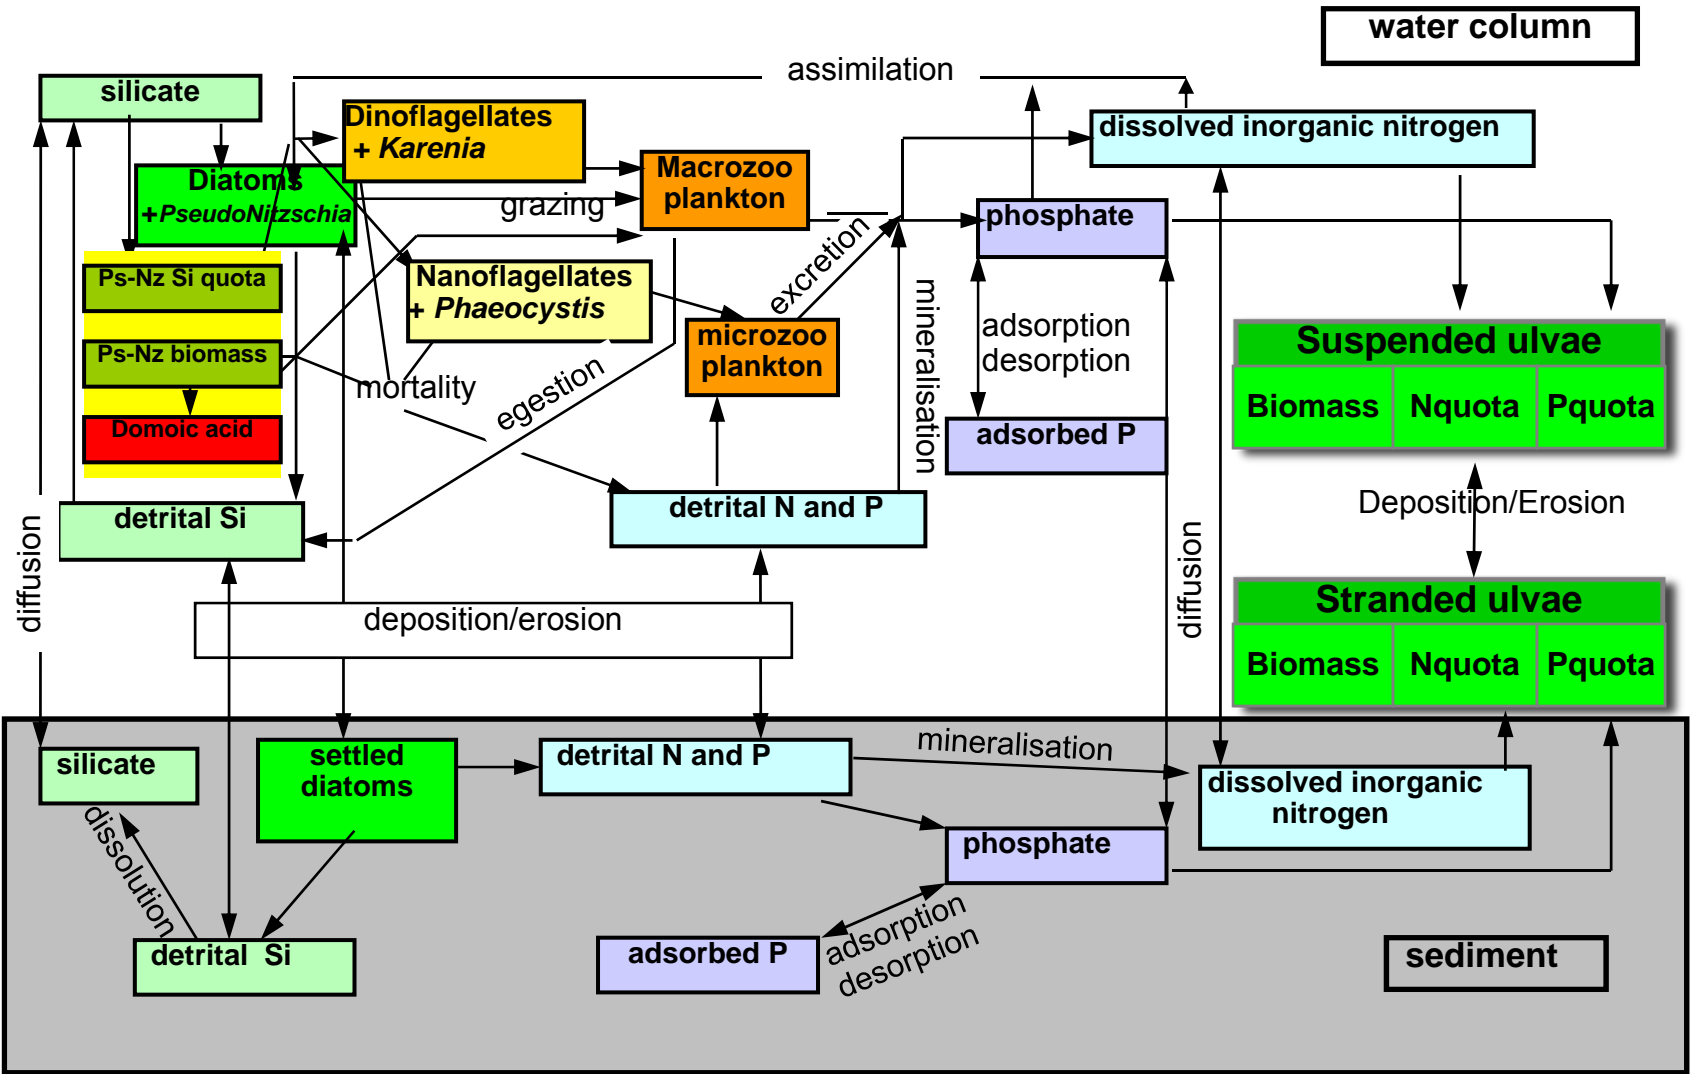 water column
assimilation
silicate
Dinoflagellates
+ Karenia
dissolved inorganic nitrogen
Diatoms
+PseudoNitzschia
Macrozoo
plankton
grazing
phosphate
excretion
Ps-Nz Si quota
Nanoflagellates
+ Phaeocystis
mineralisation
adsorption
desorption
microzoo
plankton
Suspended ulvae
Biomass
Nquota
Pquota
Ps-Nz biomass
mortality
egestion
Domoic acid
adsorbed P
detrital Si
detrital N and P
Deposition/Erosion
diffusion
diffusion
deposition/erosion
Stranded ulvae
Biomass
Nquota
Pquota
silicate
settled
diatoms
detrital N and P
mineralisation
dissolved inorganic
nitrogen
dissolution
phosphate
detrital Si
adsorbed P
adsorption
desorption
sediment